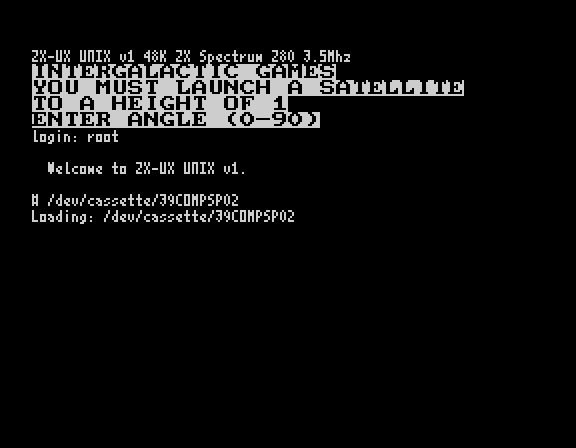 ZX-UX UNIX v1 48K ZX Spectrum Z80 3.5Mhz
INTERGALACTIC GAMES
YOU MUST LAUNCH A SATELLITE
TO A HEIGHT OF 1
ENTER ANGLE (0-90)
login: root
Welcome to ZX-UX UNIX v1.
# /dev/cassette/39COMPSP02
Loading: /dev/cassette/39COMPSP02